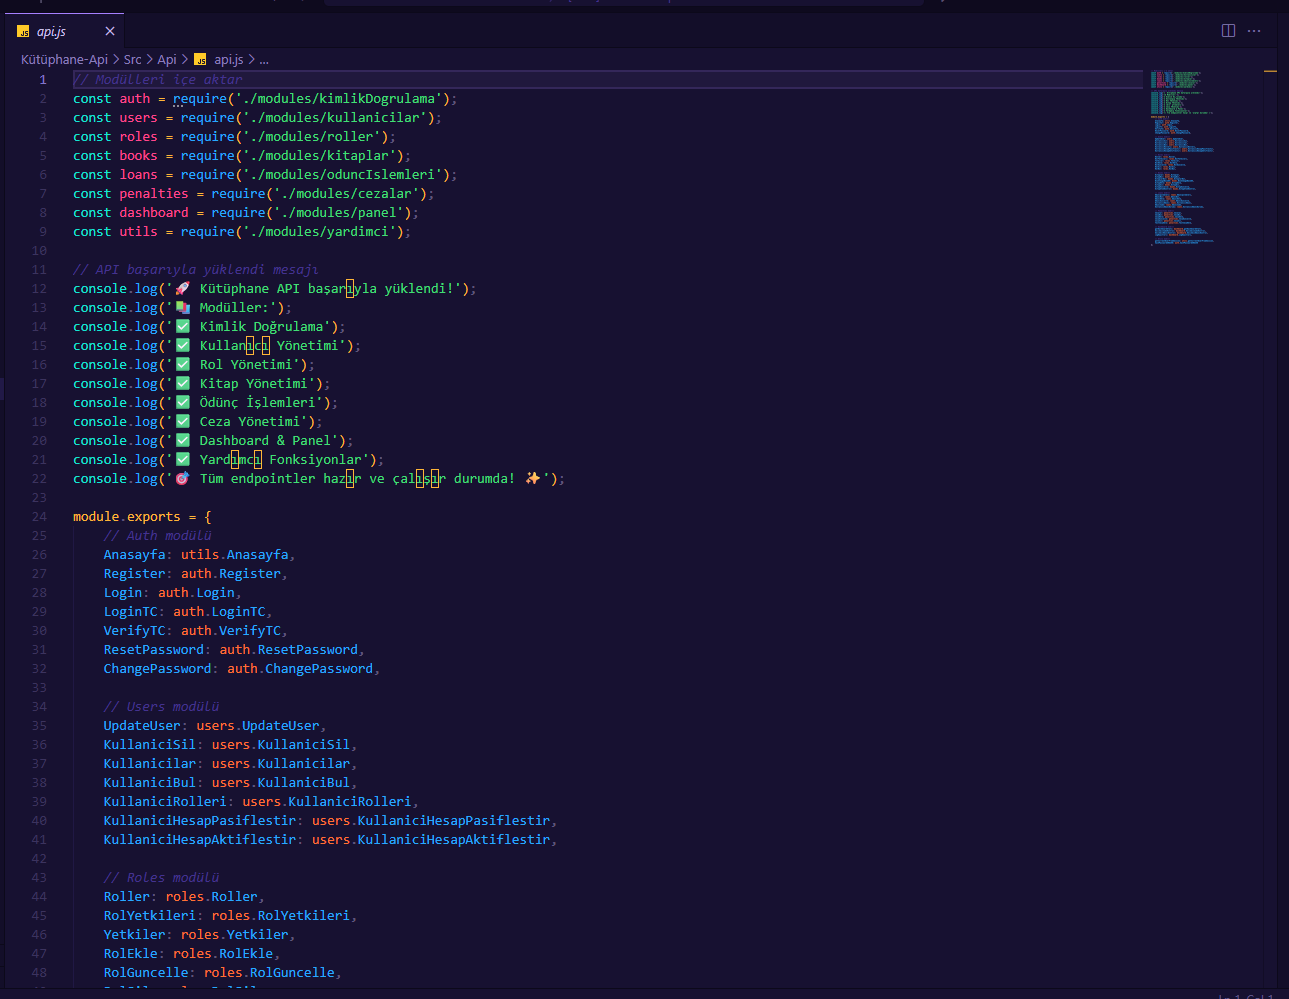 JS api.js ×
Kütüphane-Api > Src > Api > JS api.js > ...
1 // Modülleri içe aktar
2 const auth = require('./modules/kimlikDogrulama');
3 const users = require('./modules/kullanicilar');
4 const roles = require('./modules/roller');
5 const books = require('./modules/kitaplar');
6 const loans = require('./modules/oduncIslemleri');
7 const penalties = require('./modules/cezalar');
8 const dashboard = require('./modules/panel');
9 const utils = require('./modules/yardimci');
10
11 // API başarıyla yüklendi mesajı
12 console.log('🚀 Kütüphane API başarıyla yüklendi!');
13 console.log('📚 Modüller:');
14 console.log('✅ Kimlik Doğrulama');
15 console.log('✅ Kullanıcı Yönetimi');
16 console.log('✅ Rol Yönetimi');
17 console.log('✅ Kitap Yönetimi');
18 console.log('✅ Ödünç İşlemleri');
19 console.log('✅ Ceza Yönetimi');
20 console.log('✅ Dashboard & Panel');
21 console.log('✅ Yardımcı Fonksiyonlar');
22 console.log('🎯 Tüm endpointler hazır ve çalışır durumda! ✨');
23
24 module.exports = {
25 // Auth modülü
26 Anasayfa: utils.Anasayfa,
27 Register: auth.Register,
28 Login: auth.Login,
29 LoginTC: auth.LoginTC,
30 VerifyTC: auth.VerifyTC,
31 ResetPassword: auth.ResetPassword,
32 ChangePassword: auth.ChangePassword,
33
34 // Users modülü
35 UpdateUser: users.UpdateUser,
36 KullaniciSil: users.KullaniciSil,
37 Kullanicilar: users.Kullanicilar,
38 KullaniciBul: users.KullaniciBul,
39 KullaniciRolleri: users.KullaniciRolleri,
40 KullaniciHesapPasiflestir: users.KullaniciHesapPasiflestir,
41 KullaniciHesapAktiflestir: users.KullaniciHesapAktiflestir,
42
43 // Roles modülü
44 Roller: roles.Roller,
45 RolYetkileri: roles.RolYetkileri,
46 Yetkiler: roles.Yetkiler,
47 RolEkle: roles.RolEkle,
48 RolGuncelle: roles.RolGuncelle,